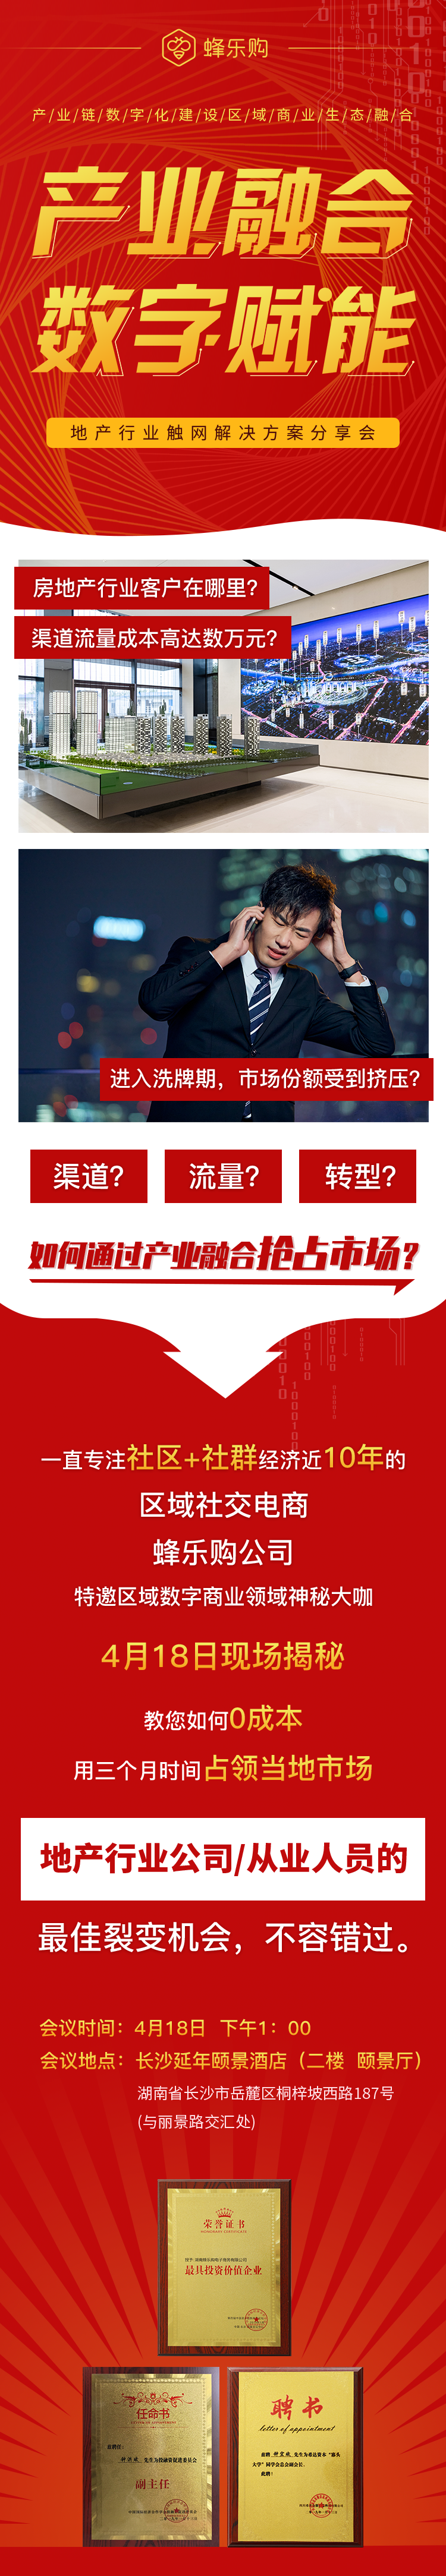 蜂乐购
产/业/链/数/字/化/建/设/区/域/商/业/生/态/融/合
产业融合
数字赋能
地产行业触网解决方案分享会
房地产行业客户在哪里?
渠道流量成本高达数万元?
进入洗牌期，市场份额受到挤压?
渠道?
流量?
转型?
如何通过产业融合抢占市场?
一直专注社区+社群经济近10年的
区域社交电商
蜂乐购公司
特邀区域数字商业领域神秘大咖
4月18日现场揭秘
教您如何0成本
用三个月时间占领当地市场
地产行业公司/从业人员的
最佳裂变机会，不容错过。
会议时间：4月18日 下午1：00
会议地点：长沙延年颐景酒店（二楼 颐景厅）
湖南省长沙市岳麓区桐梓坡西路187号
(与丽景路交汇处)
荣誉证书
最具投资价值企业
任命书
副主任
聘书
letter of appointment